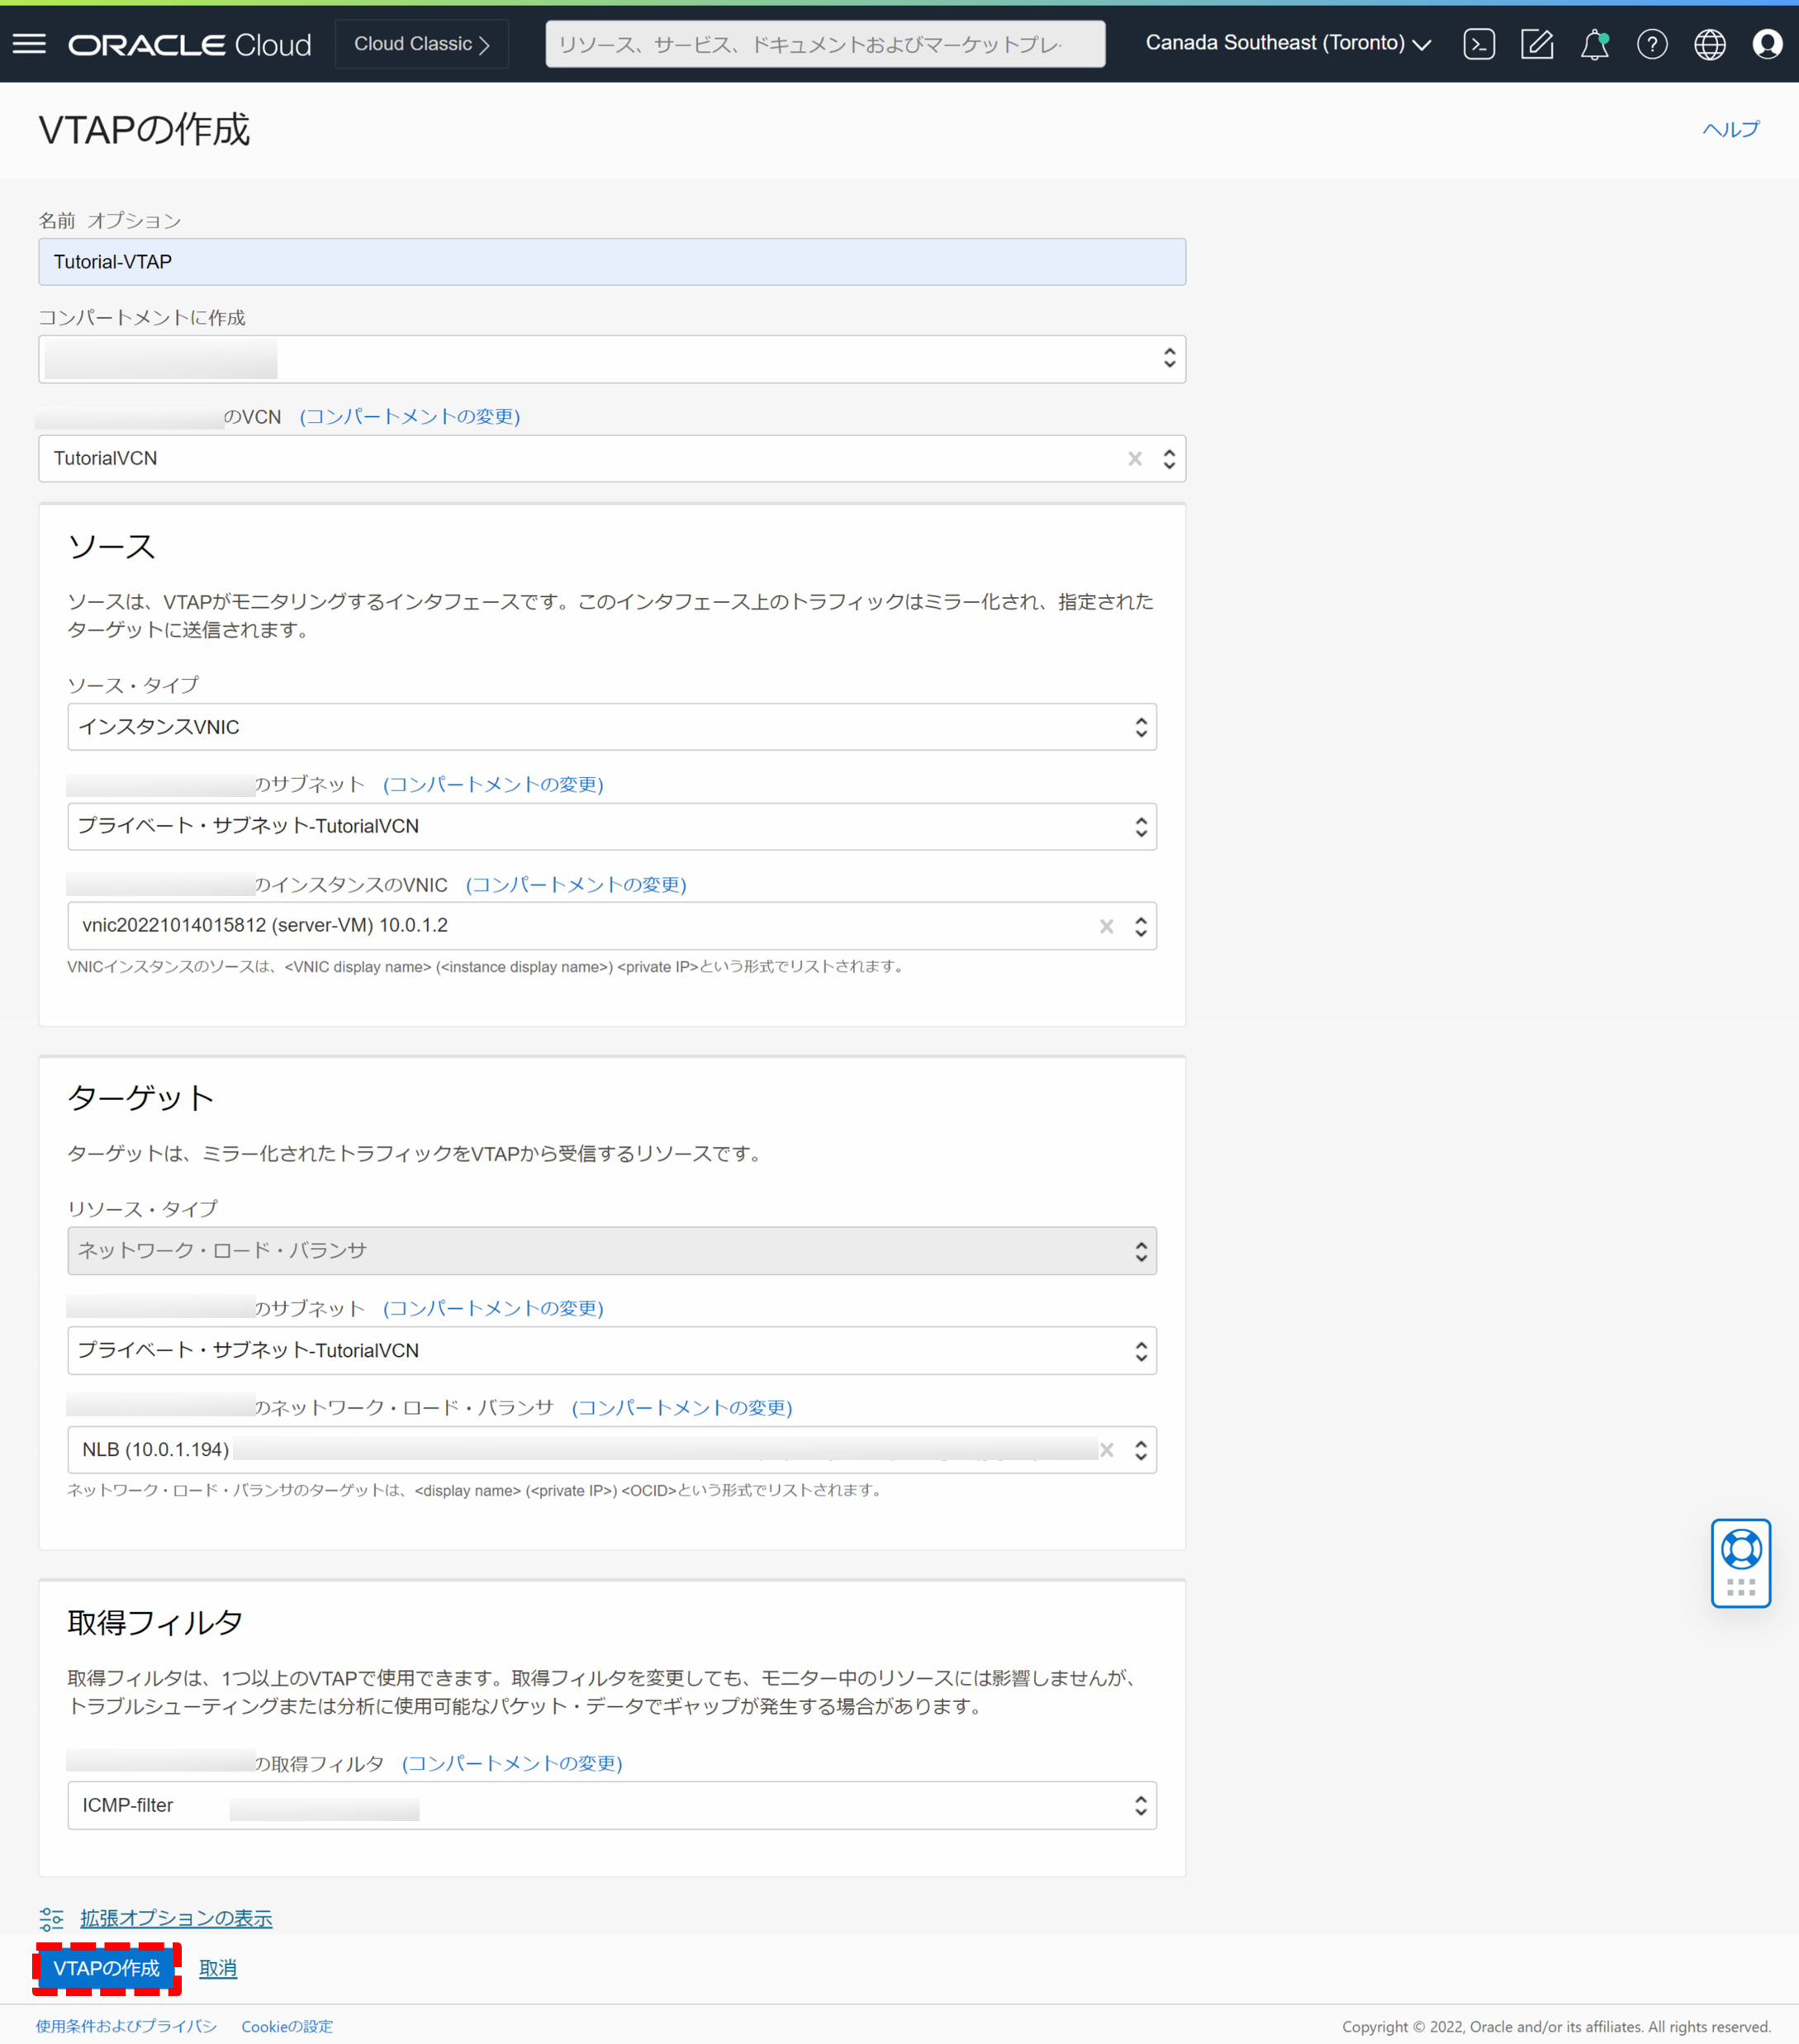 ORACLE Cloud
Cloud Classic
リソース、サービス、ドキュメントおよびマーケットプレ
Canada Southeast (Toronto)
VTAPの作成
ヘルプ
名前 オプション
Tutorial-VTAP
コンパートメントに作成
のVCN (コンパートメントの変更)
TutorialVCN
ソース
ソースは、VTAPがモニタリングするインタフェースです。このインタフェース上のトラフィックはミラー化され、指定された
ターゲットに送信されます。
ソース・タイプ
インスタンスVNIC
のサブネット (コンパートメントの変更)
プライベート・サブネット-TutorialVCN
のインスタンスのVNIC (コンパートメントの変更)
vnic20221014015812 (server-VM) 10.0.1.2
VNICインスタンスのソースは、<VNIC display name> (<instance display name>) <private IP>という形式でリストされます。
ターゲット
ターゲットは、ミラー化されたトラフィックをVTAPから受信するリソースです。
リソース・タイプ
ネットワーク・ロード・バランサ
のサブネット (コンパートメントの変更)
プライベート・サブネット-TutorialVCN
のネットワーク・ロード・バランサ (コンパートメントの変更)
NLB (10.0.1.194)
ネットワーク・ロード・バランサのターゲットは、<display name> (<private IP>) <OCID>という形式でリストされます。
取得フィルタ
取得フィルタは、1つ以上のVTAPで使用できます。取得フィルタを変更しても、モニター中のリソースには影響しませんが、
トラブルシューティングまたは分析に使用可能なパケット・データでギャップが発生する場合があります。
の取得フィルタ (コンパートメントの変更)
ICMP-filter
拡張オプションの表示
VTAPの作成
取消
使用条件およびプライバシ
Cookieの設定
Copyright © 2022, Oracle and/or its affiliates. All rights reserved.